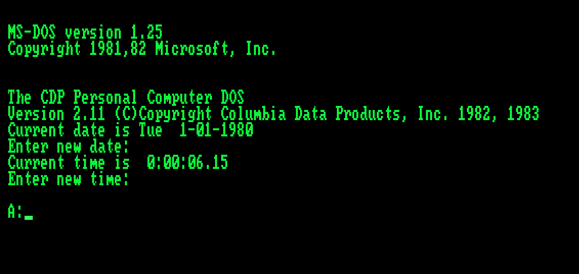 MS-DOS version 1.25
Copyright 1981,82 Microsoft, Inc.
The CDP Personal Computer DOS
Version 2.11 (C)Copyright Columbia Data Products, Inc. 1982, 1983
Current date is Tue  1-01-1980
Enter new date:
Current time is  0:00:06.15
Enter new time:
A:_